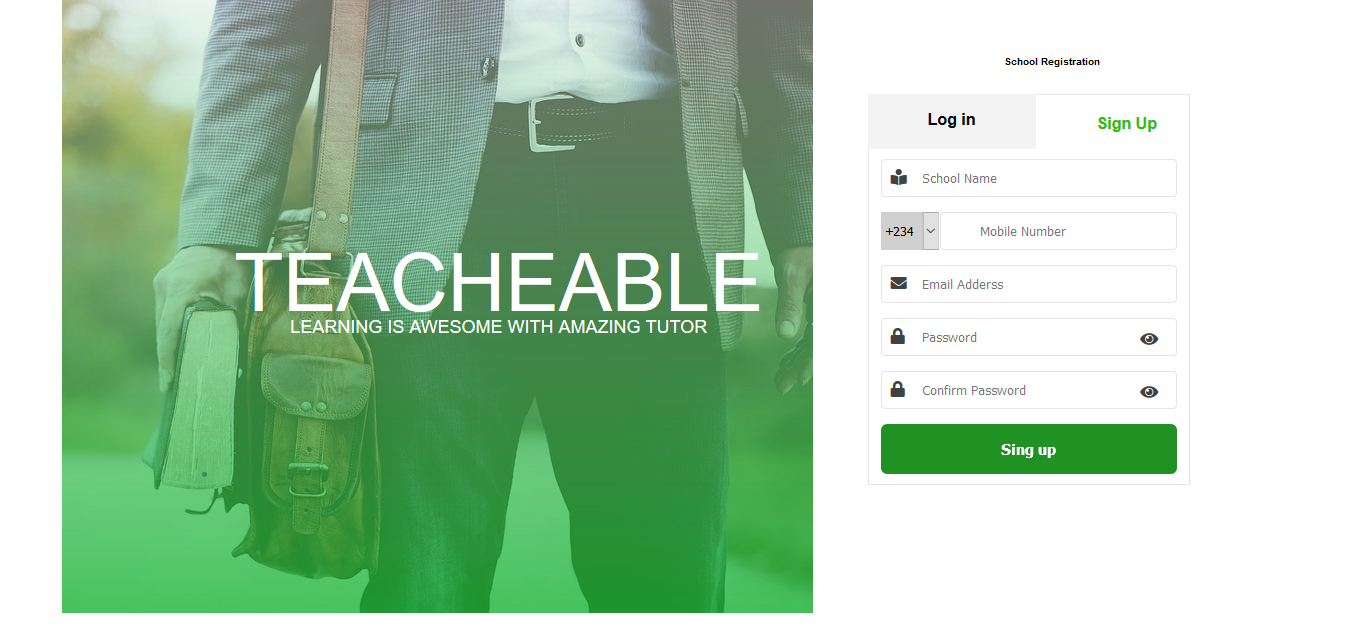 TEACHEABLE
LEARNING IS AWESOME WITH AMAZING TUTOR
School Registration
Log in
Sign Up
School Name
+234
Mobile Number
Email Adderss
Password
Confirm Password
Sing up